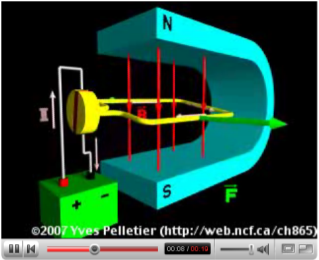 N
B
I
S
+ -
F
©2007 Yves Pelletier (http://web.ncf.ca/ch865)
00:08 / 00:18